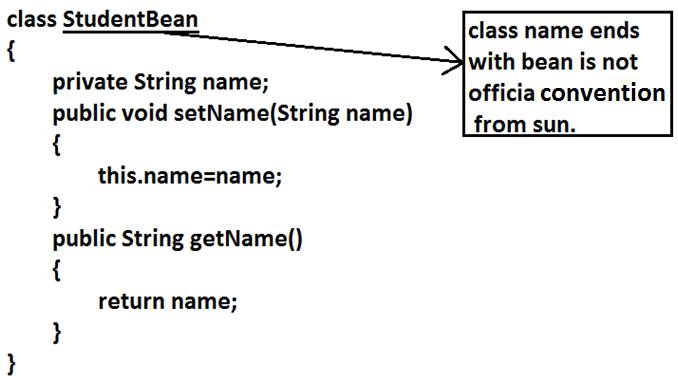 class StudentBean
{
private String name;
public void setName(String name)
{
this.name=name;
}
public String getName()
{
return name;
}
}
class name ends
with bean is not
officia convention
from sun.